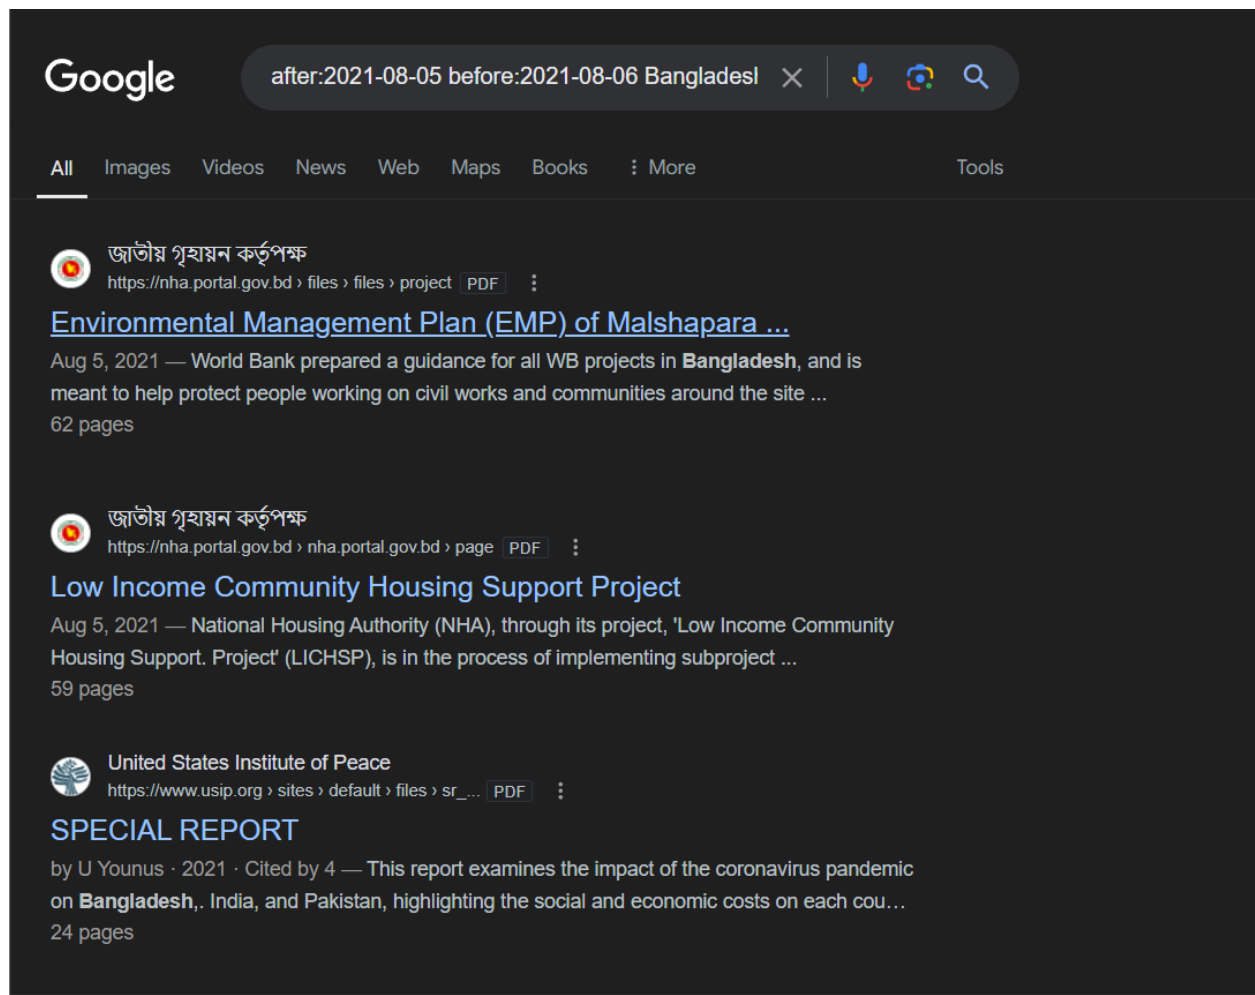 Google
after:2021-08-05 before:2021-08-06 Bangladesl
All Images Videos News Web Maps Books More Tools
জাতীয় গৃহায়ন কর্তৃপক্ষ
https://nha.portal.gov.bd › files › files › project PDF
Environmental Management Plan (EMP) of Malshapara ...
Aug 5, 2021 — World Bank prepared a guidance for all WB projects in Bangladesh, and is
meant to help protect people working on civil works and communities around the site ...
62 pages
জাতীয় গৃহায়ন কর্তৃপক্ষ
https://nha.portal.gov.bd › nha.portal.gov.bd › page PDF
Low Income Community Housing Support Project
Aug 5, 2021 — National Housing Authority (NHA), through its project, 'Low Income Community
Housing Support. Project' (LICHSP), is in the process of implementing subproject ...
59 pages
United States Institute of Peace
https://www.usip.org › sites › default › files › sr_... PDF
SPECIAL REPORT
by U Younus · 2021 · Cited by 4 — This report examines the impact of the coronavirus pandemic
on Bangladesh,. India, and Pakistan, highlighting the social and economic costs on each cou...
24 pages